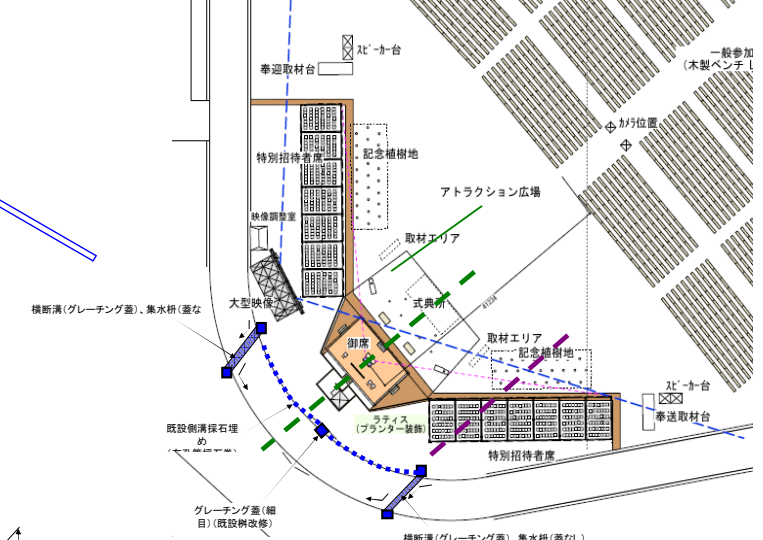 ｽﾋﾟｰｶｰ台
奉迎取材台
一般参加
（木製ベンチ
ｶﾒﾗ位置
特別招待者席
記念植樹地
アトラクション広場
映像調整室
取材エリア
大型映像
式典所
41234
横断溝（グレーチング蓋）、集水枡（蓋な
御席
取材エリア
記念植樹地
ｽﾋﾟｰｶｰ台
奉送取材台
ラティス
（プランター装飾）
既設側溝採石埋
め
特別招待者席
グレーチング蓋（細
目）（既設桝改修）
横断溝（グレーチング蓋）、集水枡（蓋なし）